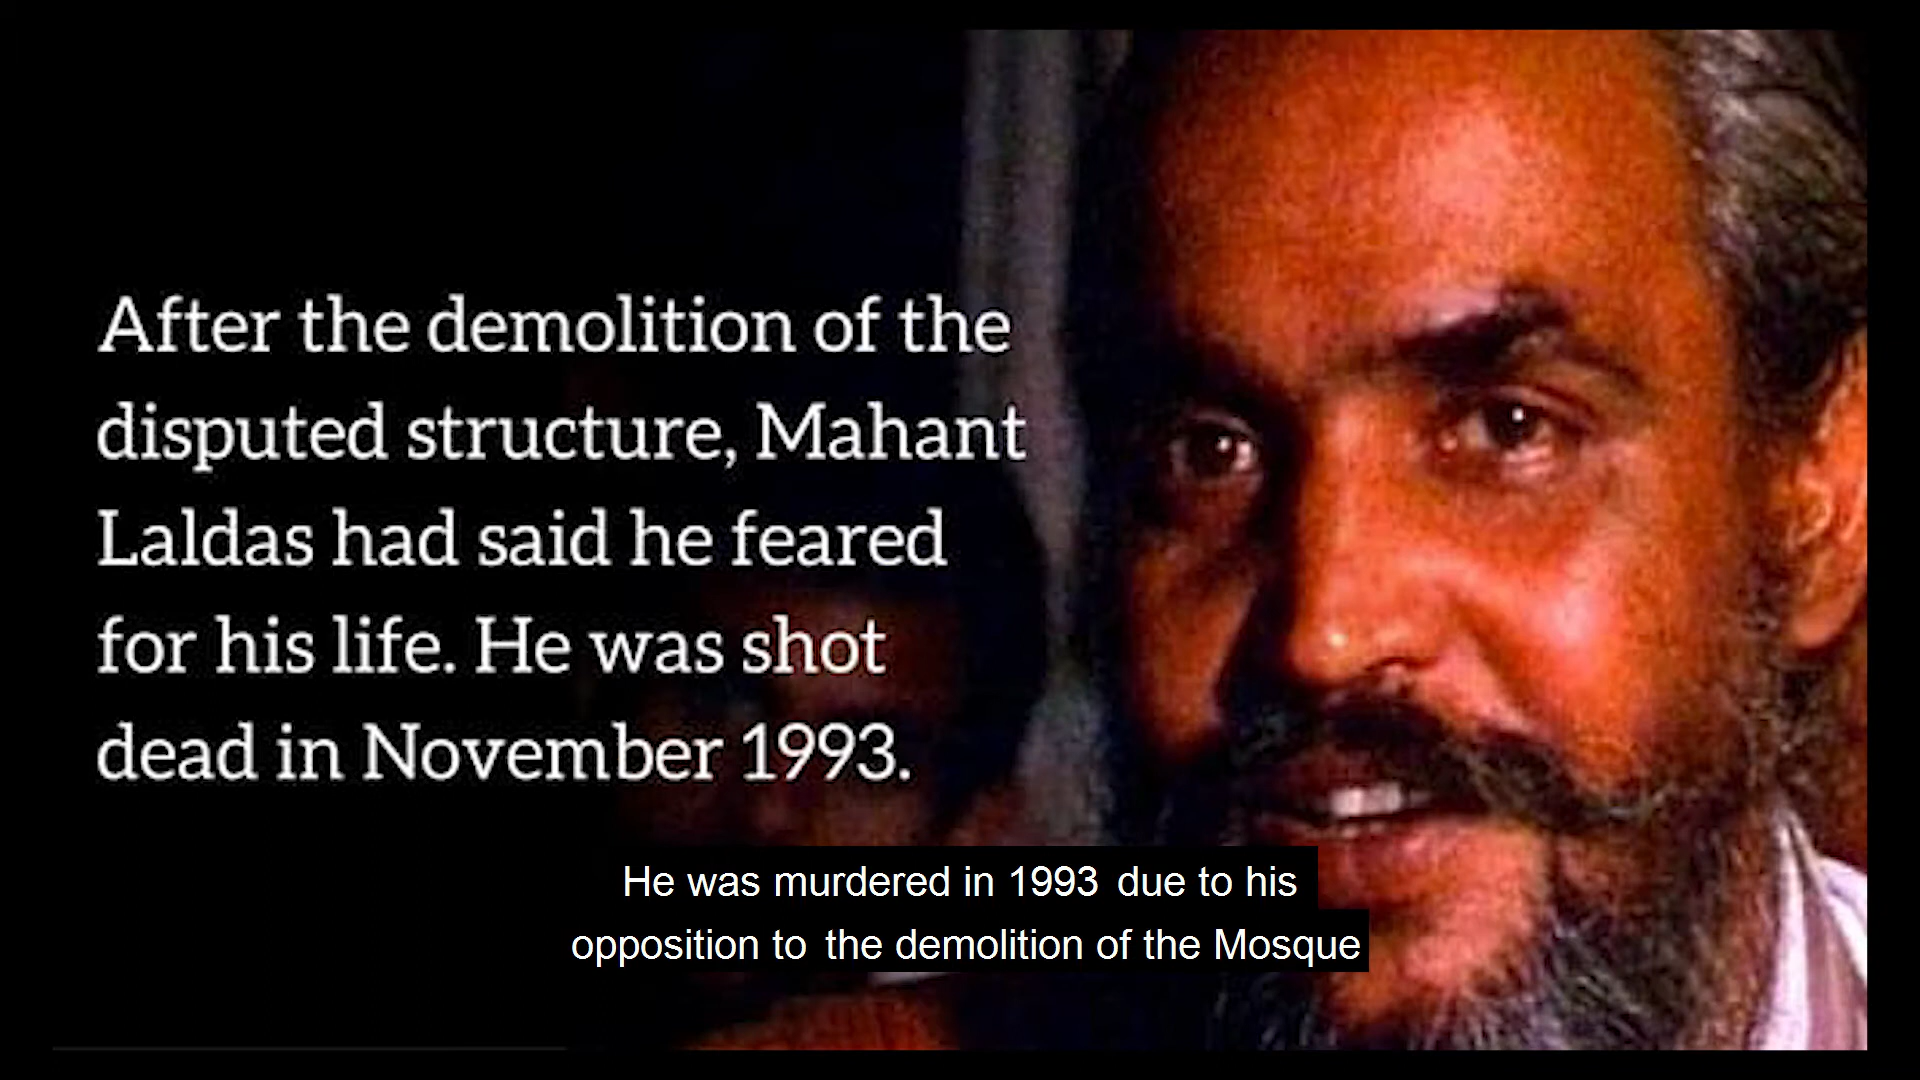 After the demolition of the
disputed structure, Mahant
Laldas had said he feared
for his life. He was shot
dead in November 1993.
He was murdered in 1993 due to his
opposition to the demolition of the Mosque